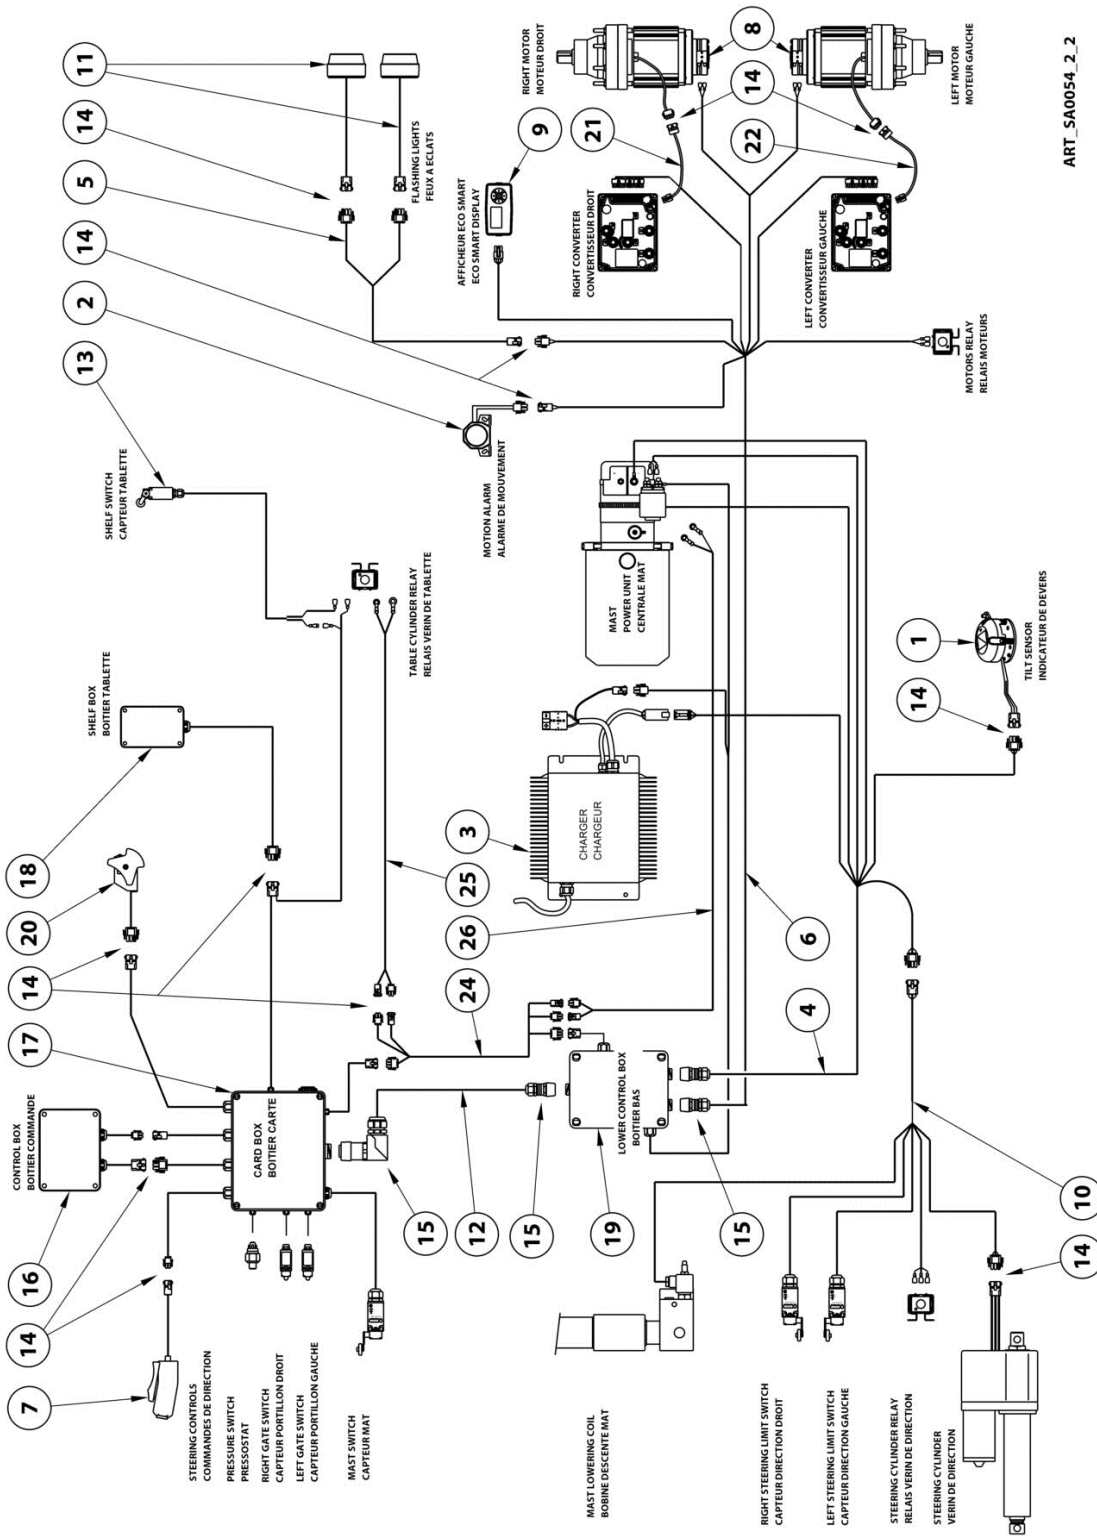 RIGHT MOTOR
MOTEUR DROIT
8
LEFT MOTOR
MOTEUR GAUCHE
ART_SA0054_2_2
11
14
5
14
2
13
FLASHING LIGHTS
FEUX A ECLATS
9
AFFICHEUR ECO SMART
ECO SMART DISPLAY
21
14
22
RIGHT CONVERTER
CONVERTISSEUR DROIT
LEFT CONVERTER
CONVERTISSEUR GAUCHE
MOTORS RELAY
RELAIS MOTEURS
SHELF SWITCH
CAPTEUR TABLETTE
MOTION ALARM
ALARME DE MOUVEMENT
MAST
POWER UNIT
CENTRALE MAT
TABLE CYLINDER RELAY
RELAIS VERIN DE TABLETTE
1
14
TILT SENSOR
INDICATEUR DE DEVERS
SHELF BOX
BOITIER TABLETTE
18
20
14
17
3
CHARGER
CHARGEUR
25
26
24
6
4
CONTROL BOX
BOITIER COMMANDE
16
14
7
CARD BOX
BOITIER CARTE
15
12
15
LOWER CONTROL BOX
BOITIER BAS
19
15
10
14
STEERING CONTROLS
COMMANDES DE DIRECTION
PRESSURE SWITCH
PRESSOSTAT
RIGHT GATE SWITCH
CAPTEUR PORTILLON DROIT
LEFT GATE SWITCH
CAPTEUR PORTILLON GAUCHE
MAST SWITCH
CAPTEUR MAT
MAST LOWERING COIL
BOBINE DESCENTE MAT
RIGHT STEERING LIMIT SWITCH
CAPTEUR DIRECTION DROIT
LEFT STEERING LIMIT SWITCH
CAPTEUR DIRECTION GAUCHE
STEERING CYLINDER RELAY
RELAIS VERIN DE DIRECTION
STEERING CYLINDER
VERIN DE DIRECTION